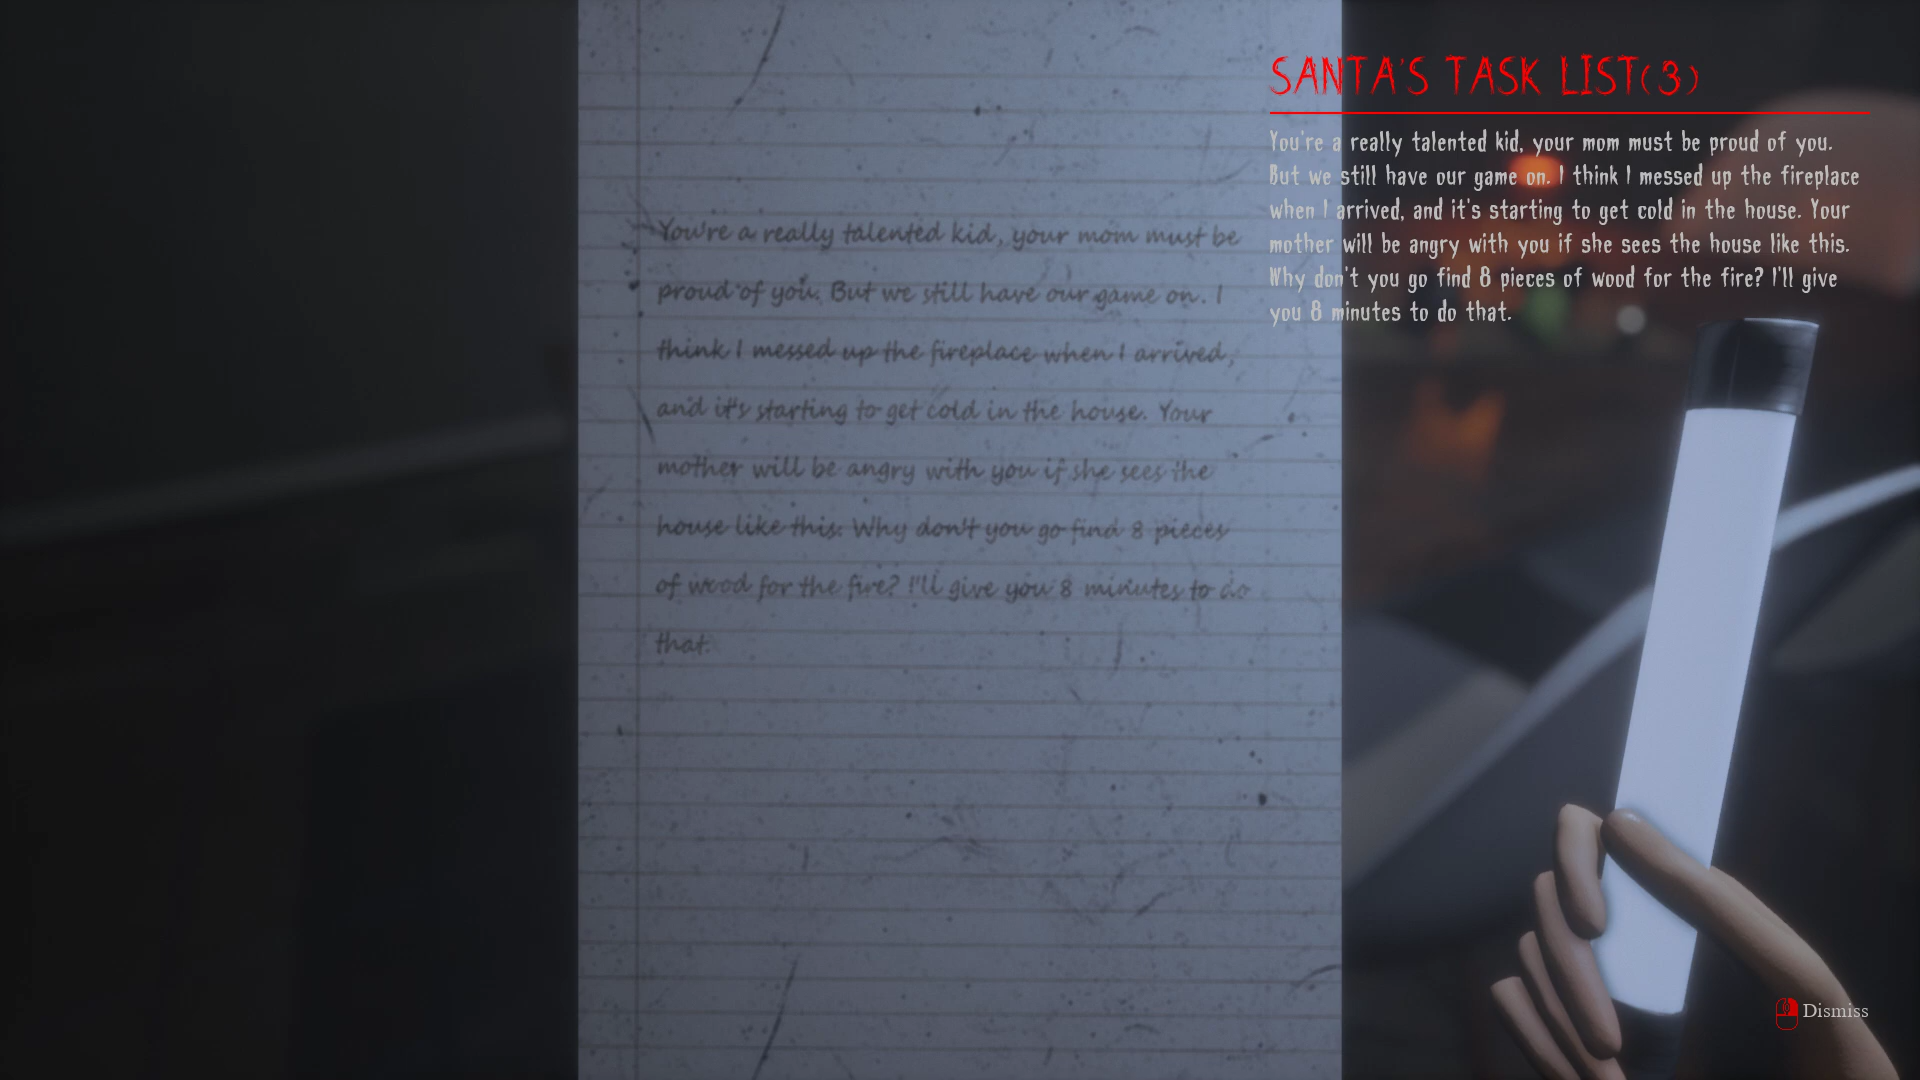 You're a really talented kid, your mom must be
proud of you. But we still have our game on. I
think I messed up the fireplace when I arrived,
and it's starting to get cold in the house. Your
mother will be angry with you if she sees the
house like this. Why don't you go find 8 pieces
of wood for the fire? I'll give you 8 minutes to do
that.
SANTA'S TASK LIST(3)
You're a really talented kid, your mom must be proud of you.
But we still have our game on. I think I messed up the fireplace
when I arrived, and it's starting to get cold in the house. Your
mother will be angry with you if she sees the house like this.
Why don't you go find 8 pieces of wood for the fire? I'll give
you 8 minutes to do that.
Dismiss